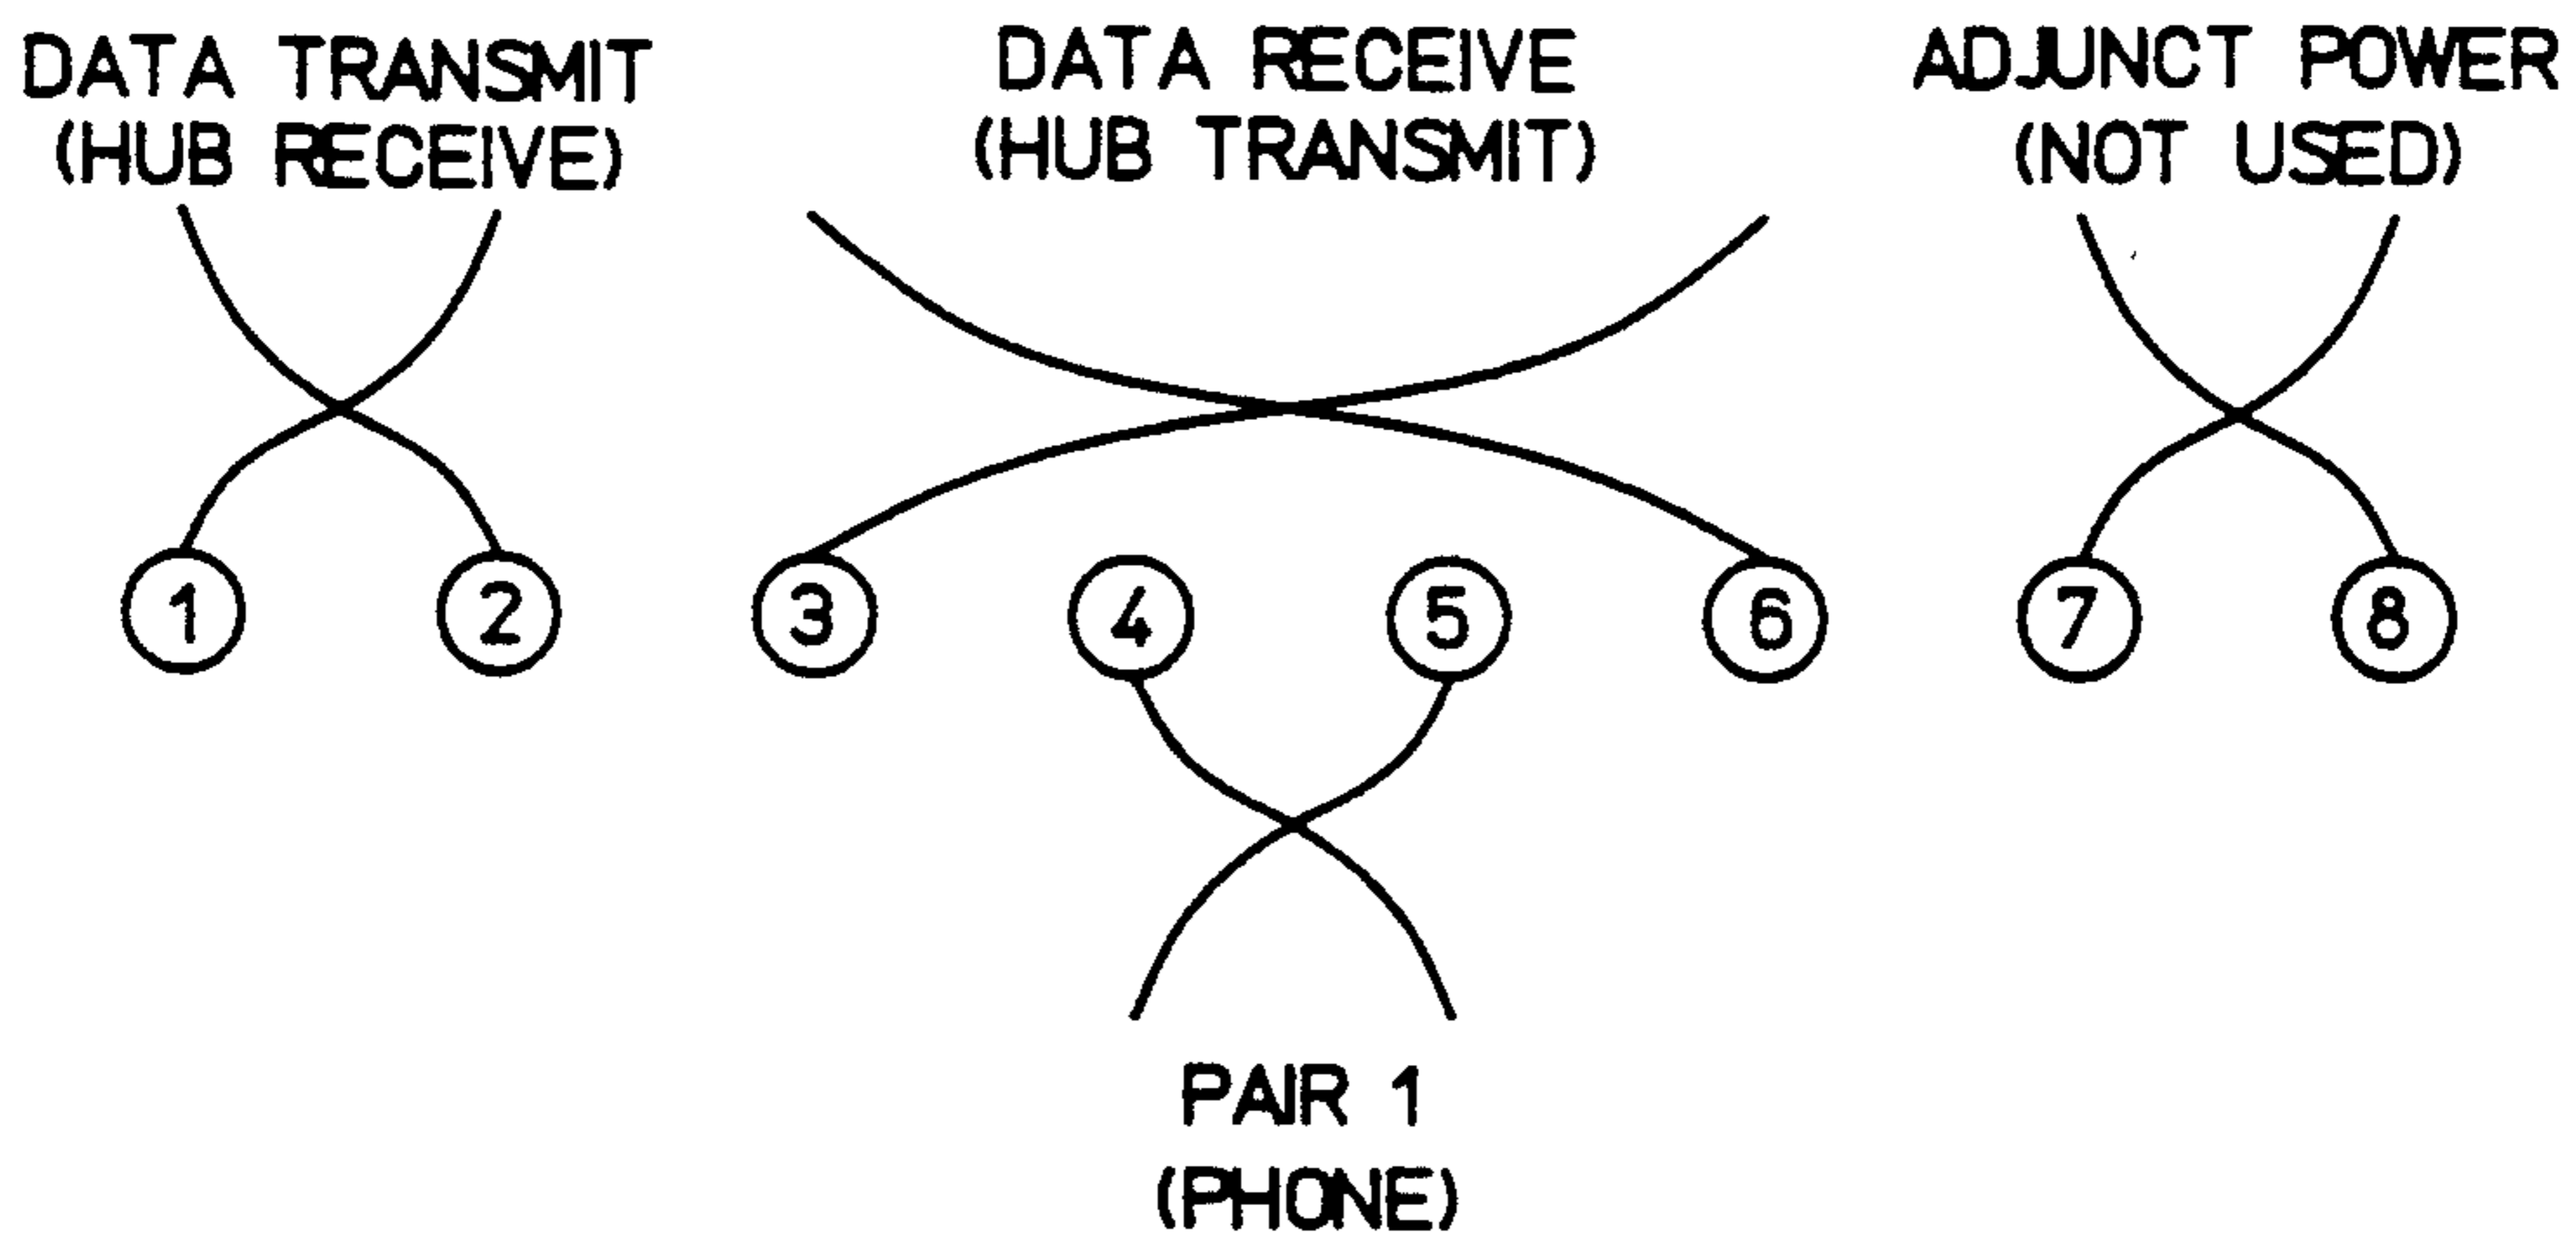 DATA TRANSMIT
(HUB RECEIVE)
DATA RECEIVE
(HUB TRANSMIT)
ADJUNCT POWER
(NOT USED)
1 2 3 4 5 6 7 8
PAIR 1
(PHONE)